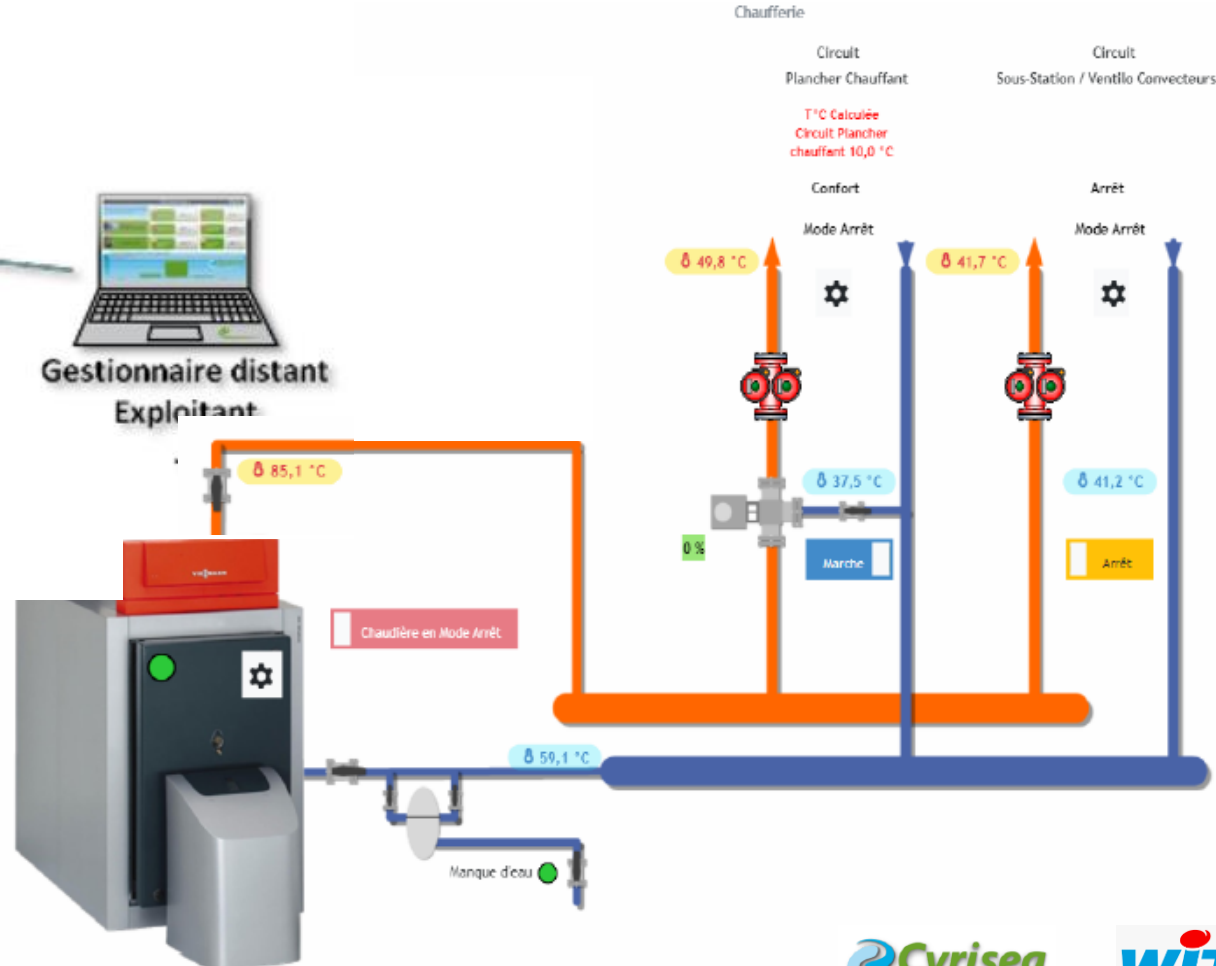 Chaufferie
Circuit
Plancher Chauffant
Circuit
Sous-Station / Ventilo Convecteurs
T°C Calculée
Circuit Plancher
chauffant 10,0 °C
Confort
Arrêt
Mode Arrêt
Mode Arrêt
49,8 °C
41,7 °C
Gestionnaire distant
Exploitant
85,1 °C
37,5 °C
41,2 °C
0 %
Marche
Arrêt
Chaudière en Mode Arrêt
59,1 °C
Manque d'eau
Cyrisea
WIT